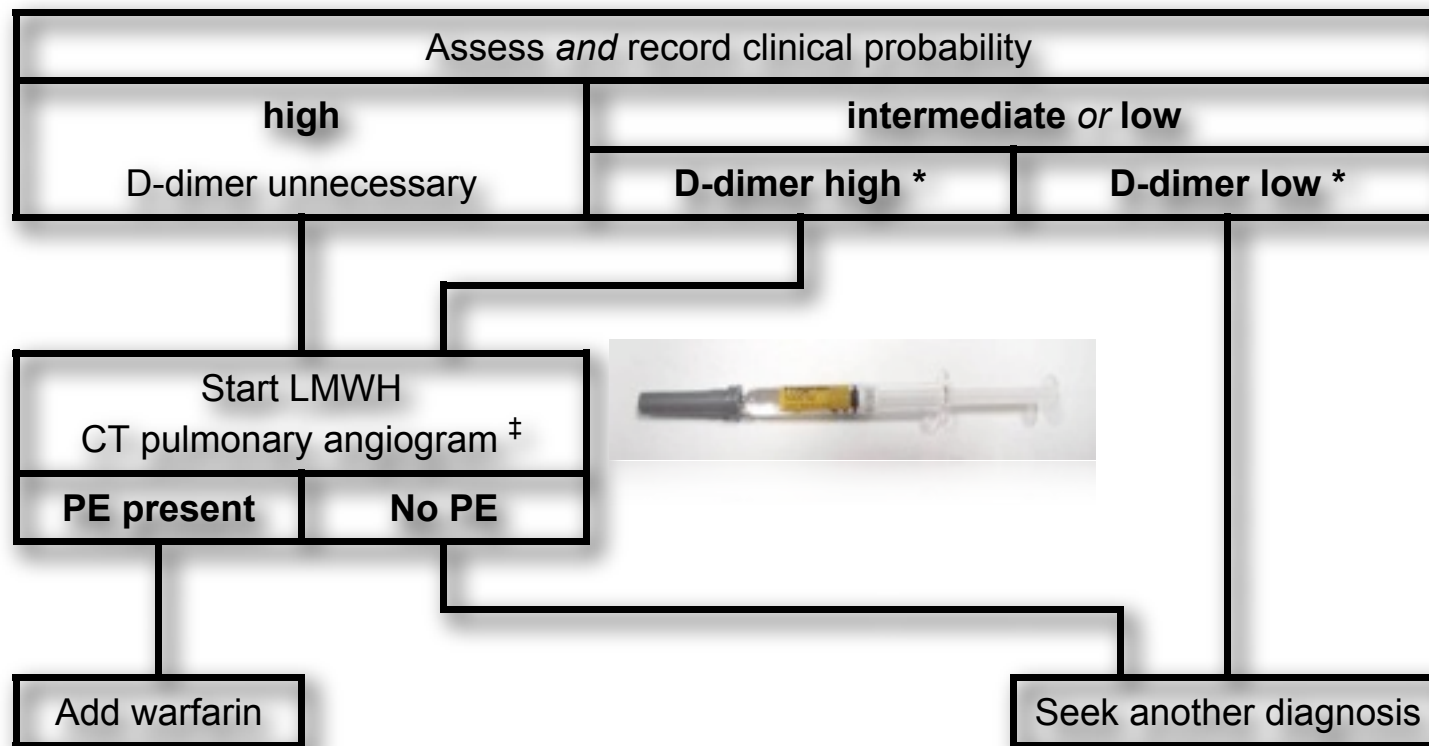 Assess and record clinical probability
high
intermediate or low
D-dimer unnecessary
D-dimer high *
D-dimer low *
Start LMWH
CT pulmonary angiogram ‡
PE present
No PE
Add warfarin
Seek another diagnosis